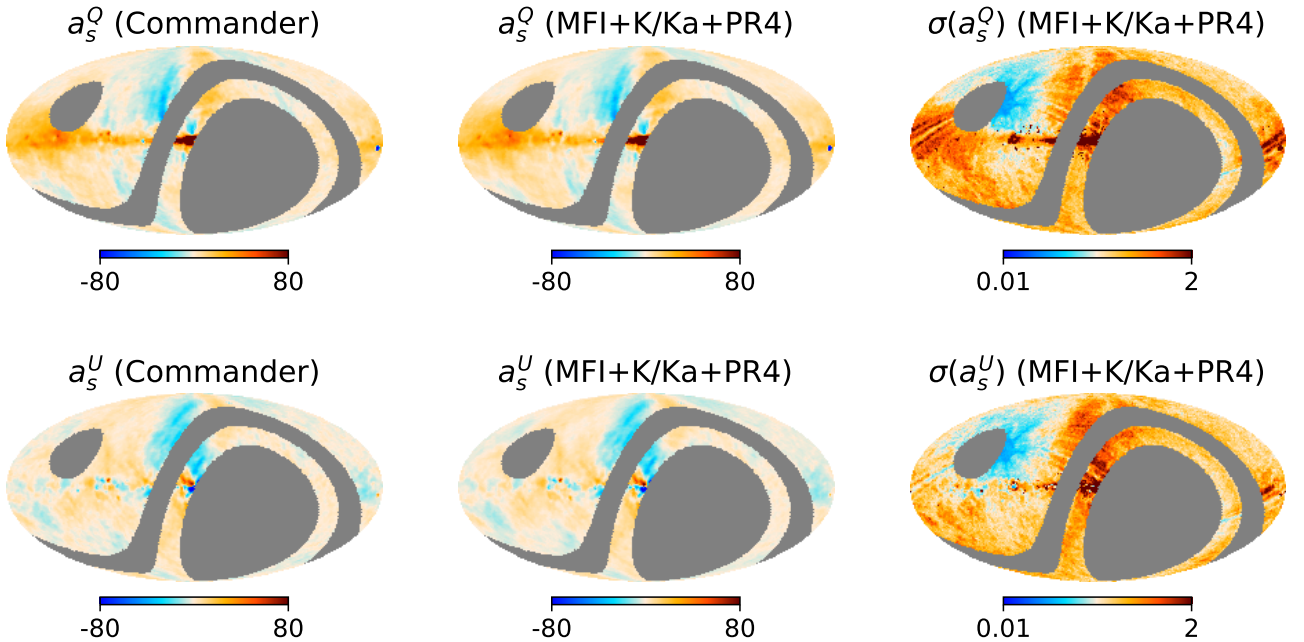 a_s^Q (Commander)
a_s^Q (MFI+K/Ka+PR4)
σ(a_s^Q) (MFI+K/Ka+PR4)
-80 80
-80 80
0.01 2
a_s^U (Commander)
a_s^U (MFI+K/Ka+PR4)
σ(a_s^U) (MFI+K/Ka+PR4)
-80 80
-80 80
0.01 2